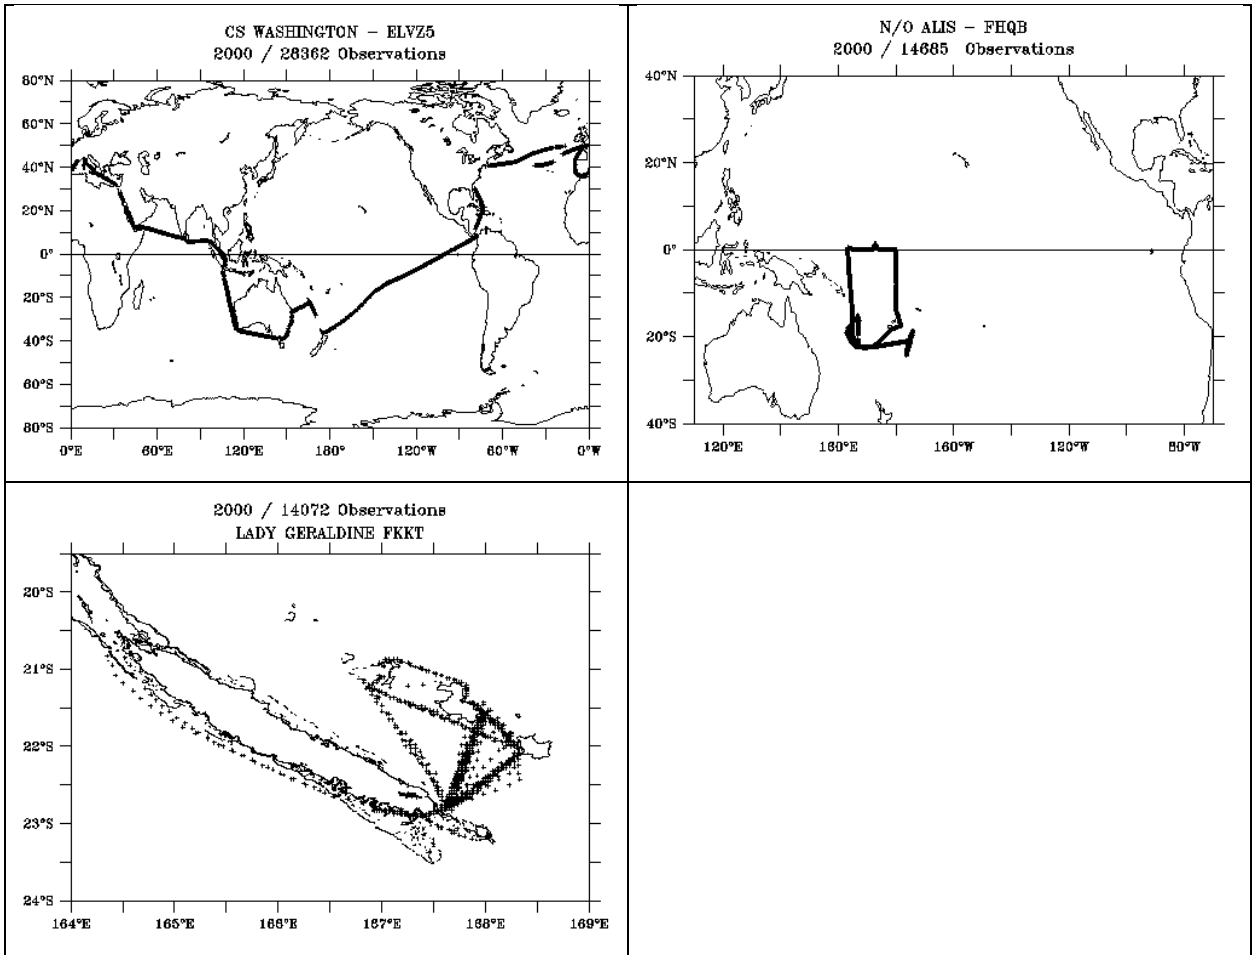 CS WASHINGTON - ELVZ5
2000 / 28362 Observations
80°N
60°N
40°N
20°N
0°
20°S
40°S
60°S
80°S
0°E 60°E 120°E 180° 120°W 60°W 0°W
N/O ALIS - FHQB
2000 / 14685 Observations
40°N
20°N
0°
20°S
40°S
120°E 160°E 160°W 120°W 80°W
2000 / 14072 Observations
LADY GERALDINE FKKT
20°S
21°S
22°S
23°S
24°S
164°E 165°E 166°E 167°E 168°E 169°E